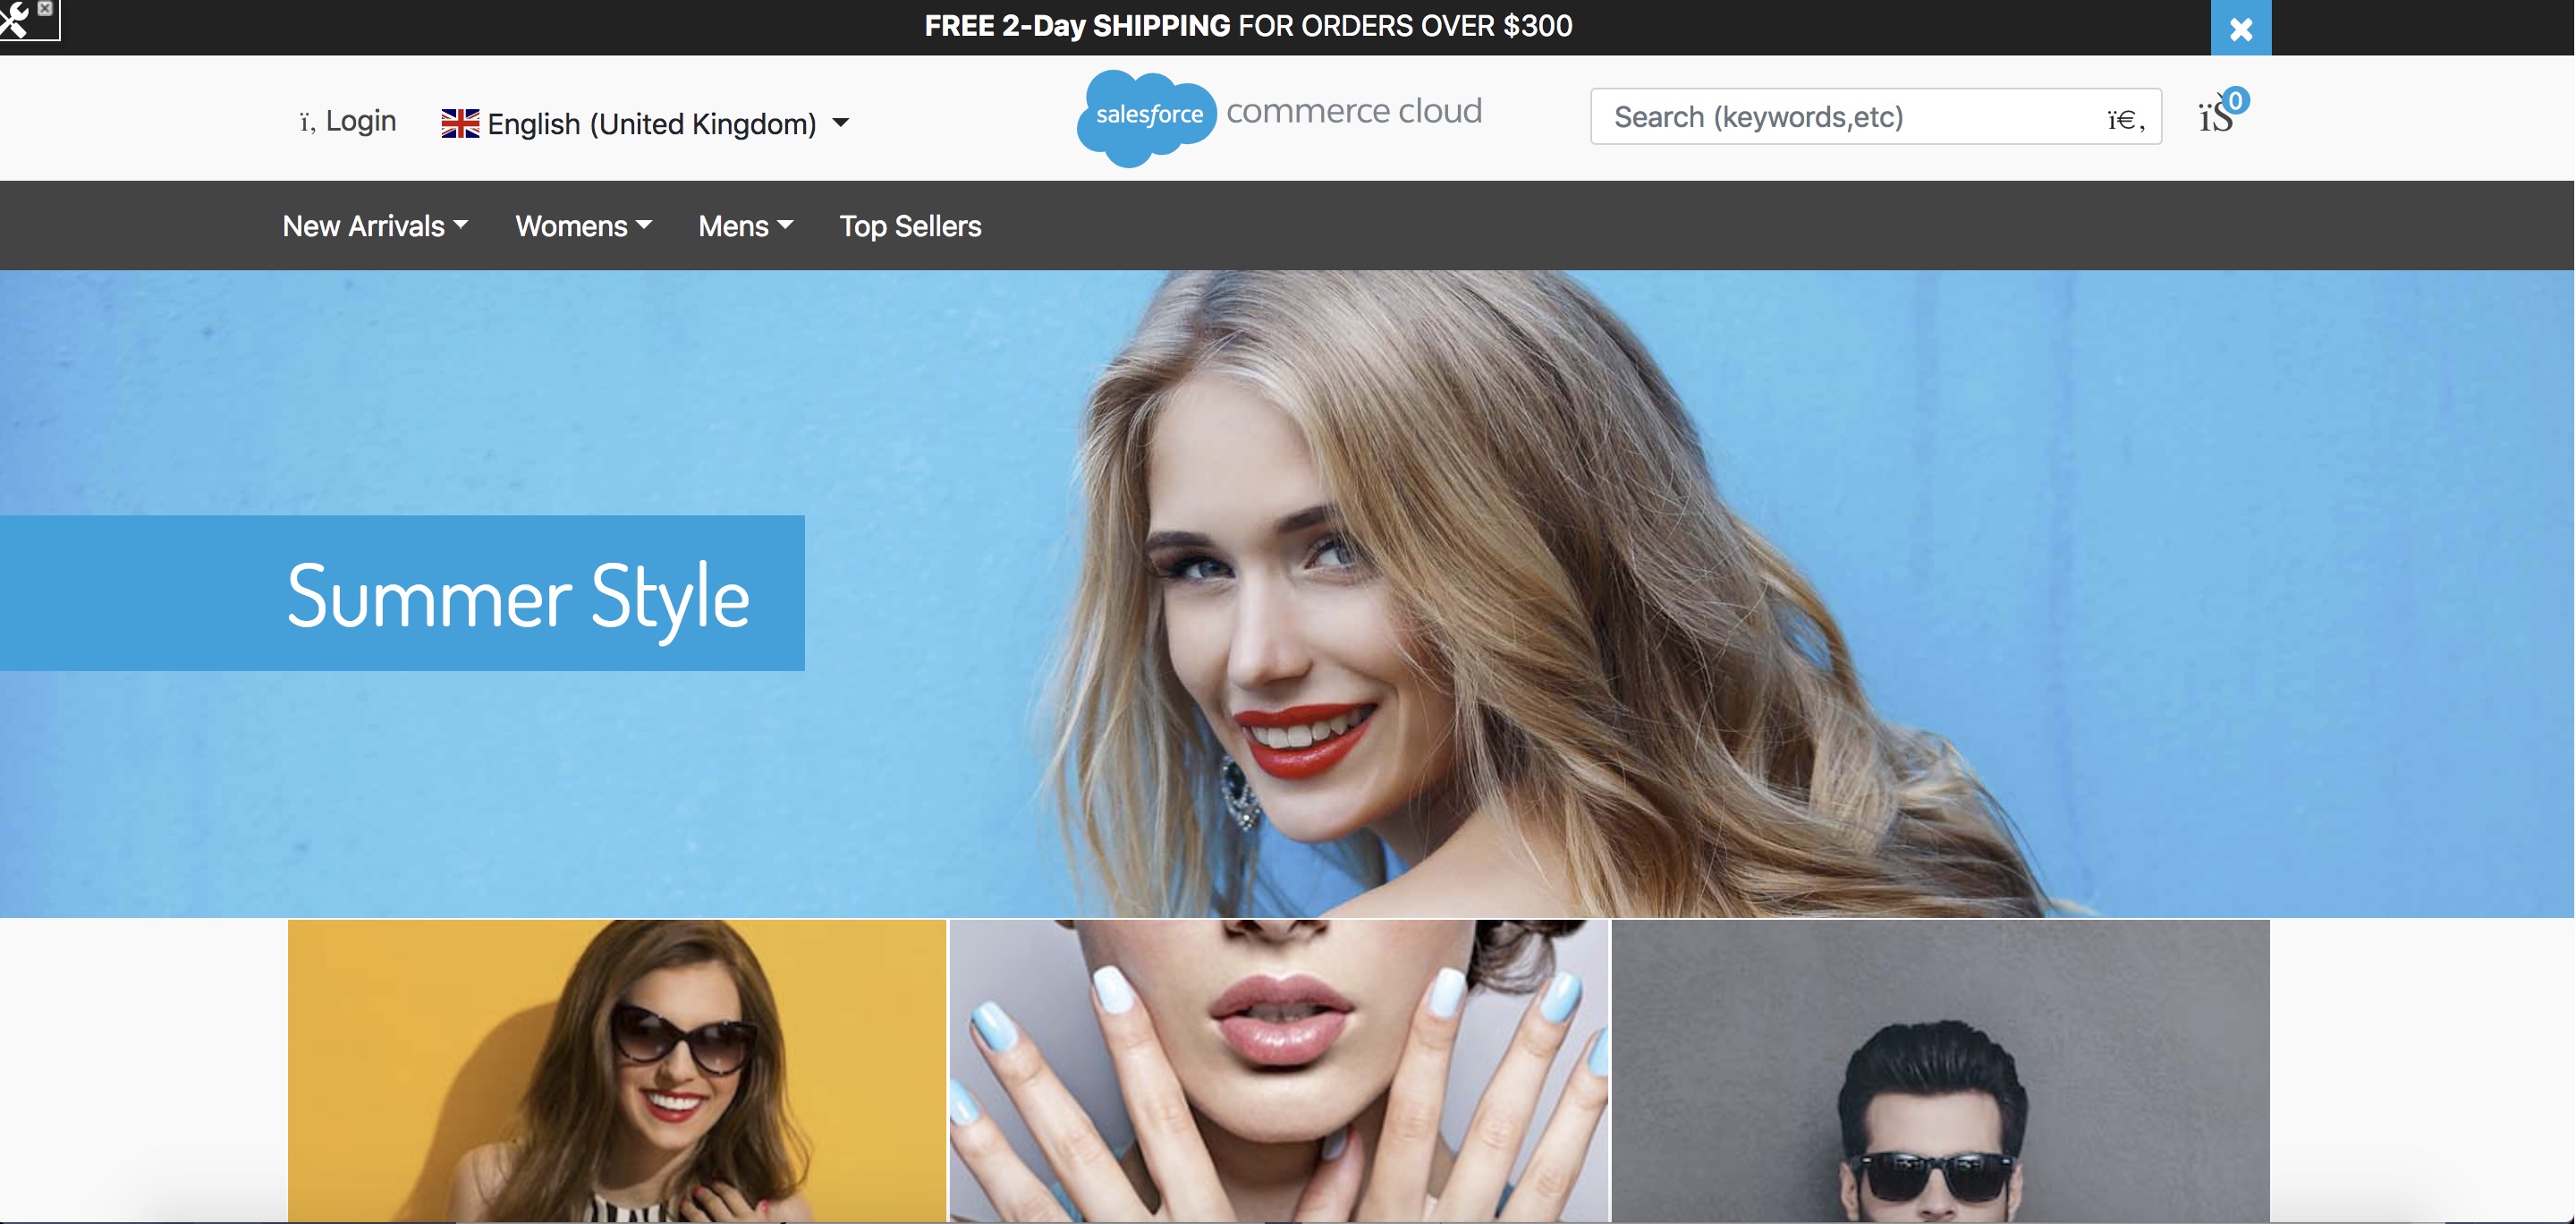 FREE 2-Day SHIPPING FOR ORDERS OVER $300
ï‚ Login
English (United Kingdom)
salesforce commerce cloud
Search (keywords,etc)
ï€‚
ïŠ 0
New Arrivals Womens Mens Top Sellers
Summer Style